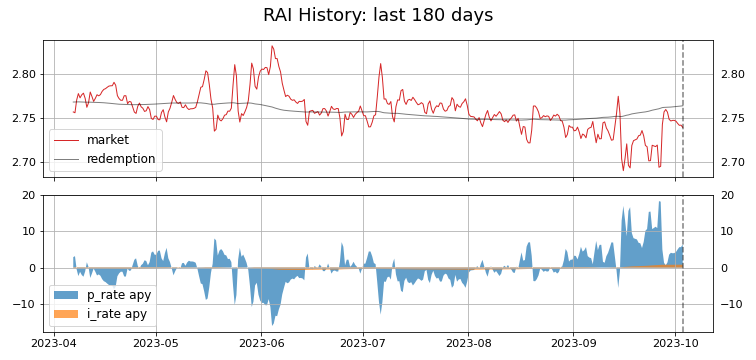 RAI History: last 180 days
2.80 2.80
2.75 2.75
2.70 2.70
market
redemption
20 20
10 10
0 0
−10 −10
p_rate apy
i_rate apy
2023-04 2023-05 2023-06 2023-07 2023-08 2023-09 2023-10